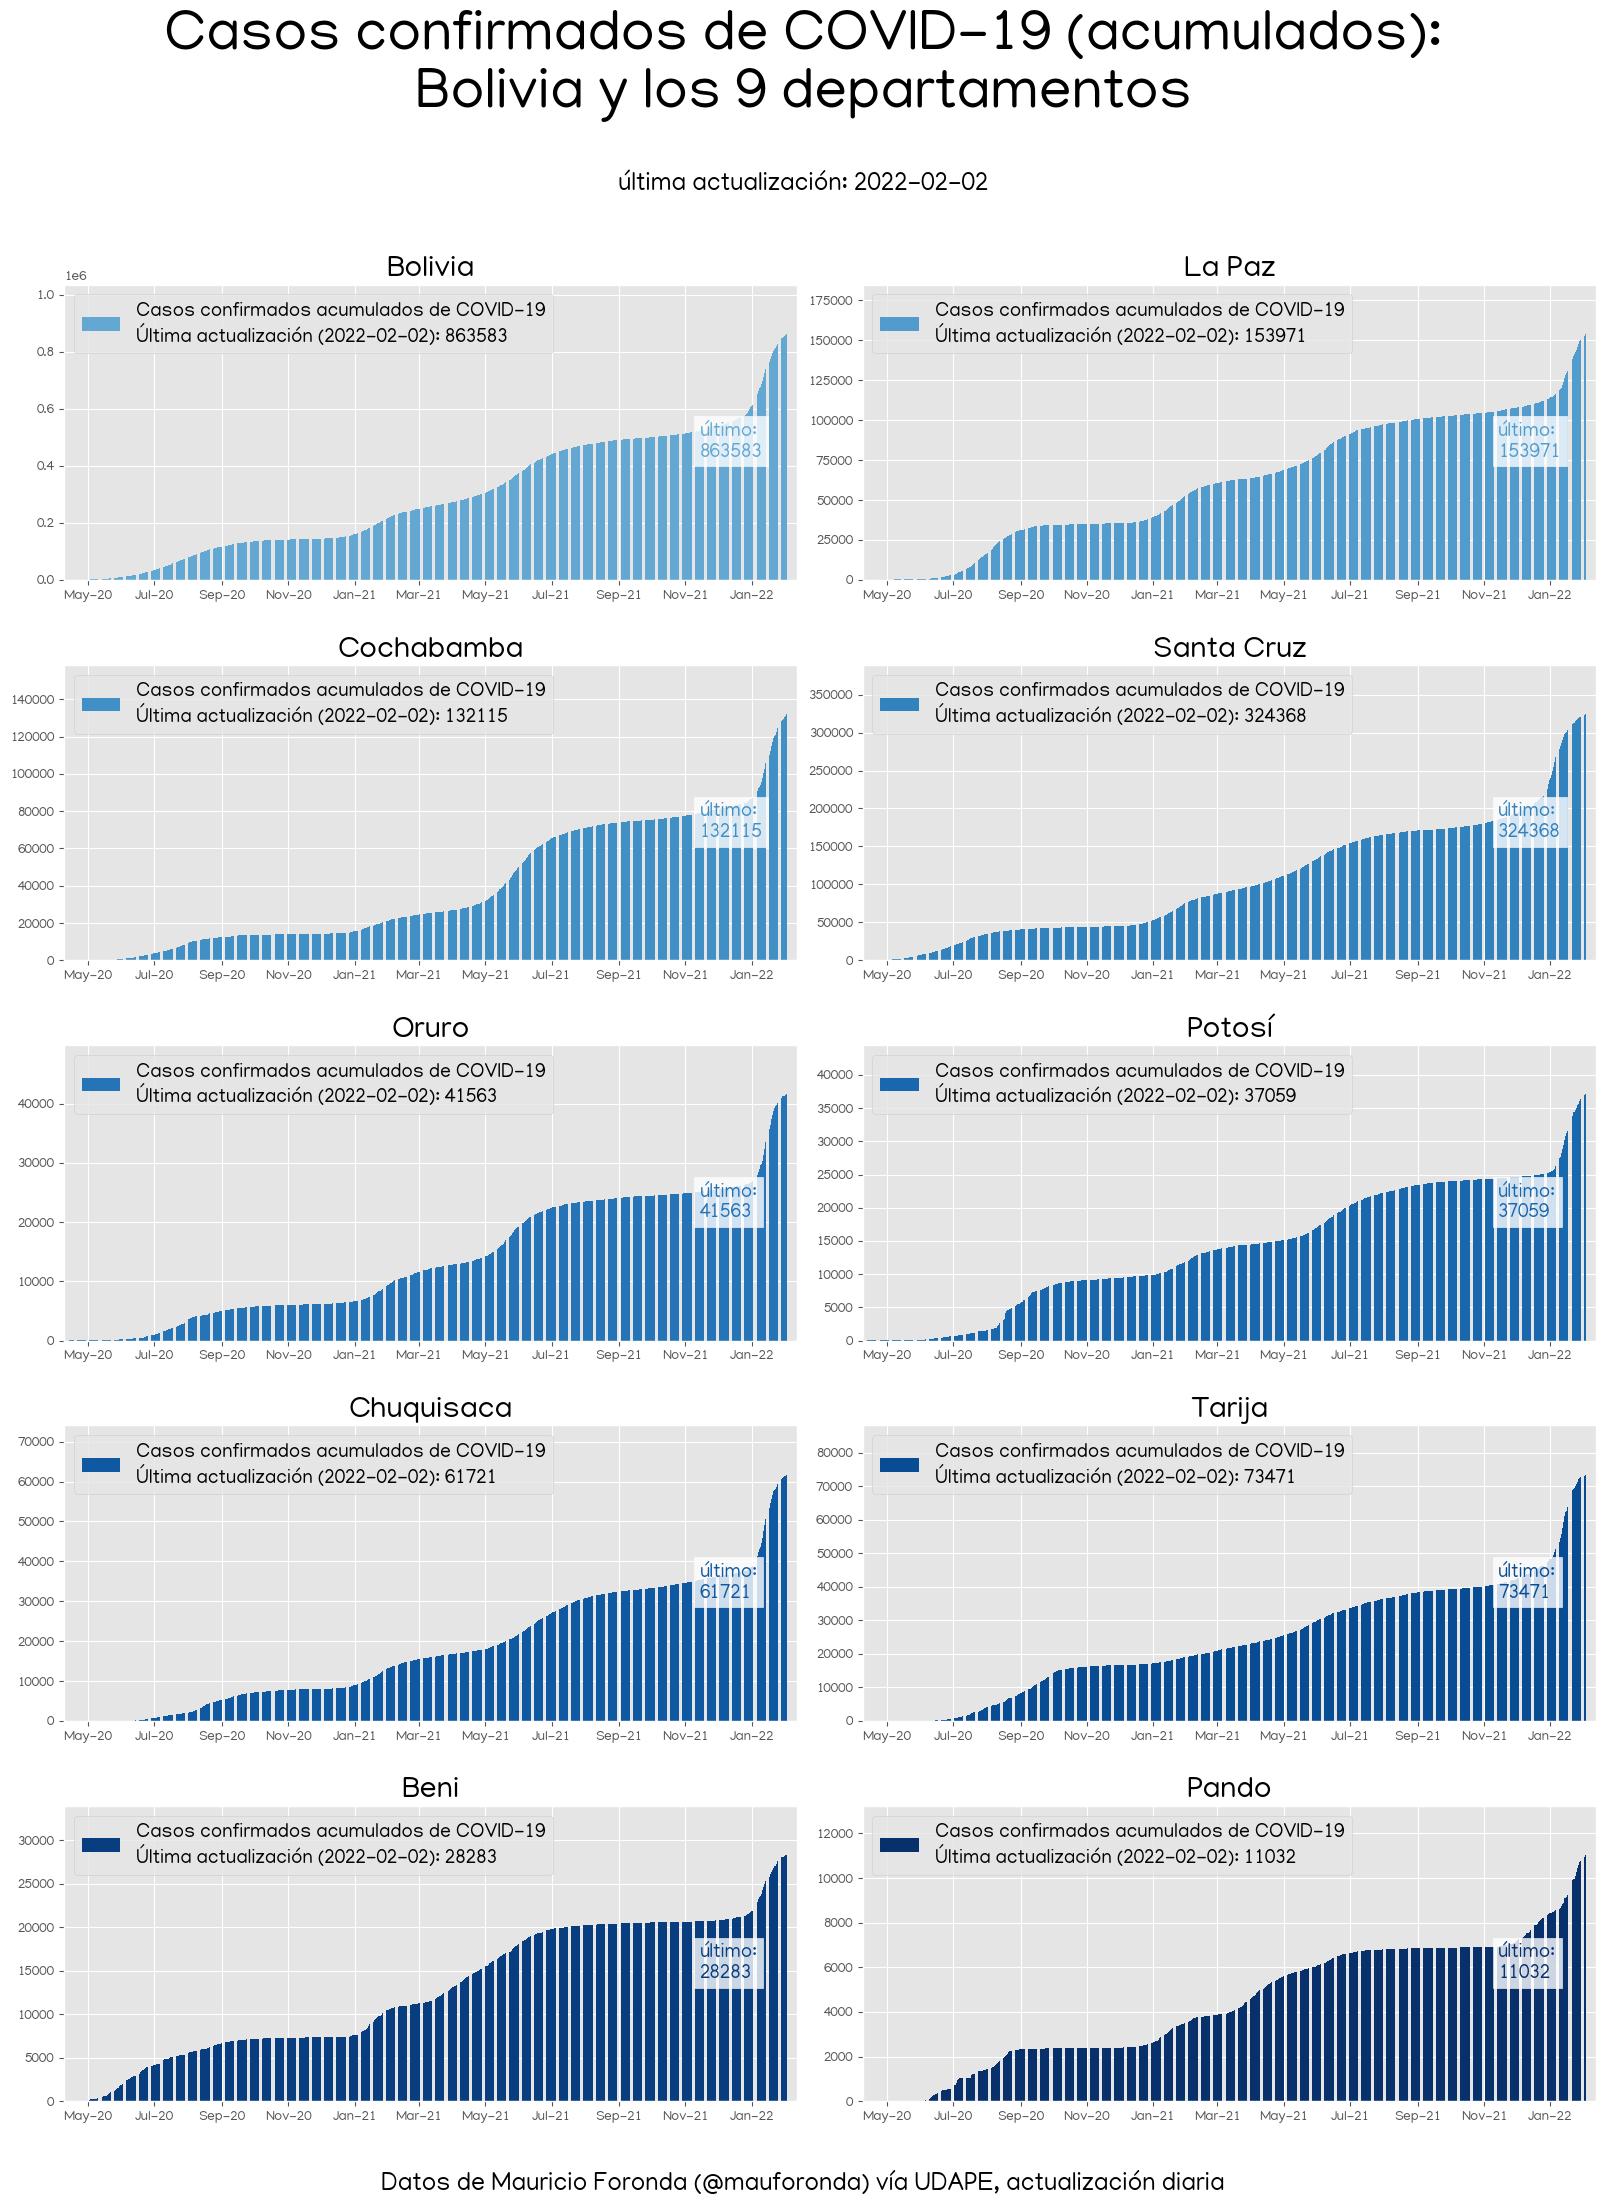 Casos confirmados de COVID-19 (acumulados):
Bolivia y los 9 departamentos
última actualización: 2022-02-02
Bolivia
1e6
1.0
0.8
0.6
0.4
0.2
0.0
Casos confirmados acumulados de COVID-19
Última actualización (2022-02-02): 863583
último:
863583
May-20 Jul-20 Sep-20 Nov-20 Jan-21 Mar-21 May-21 Jul-21 Sep-21 Nov-21 Jan-22
La Paz
175000
150000
125000
100000
75000
50000
25000
0
Casos confirmados acumulados de COVID-19
Última actualización (2022-02-02): 153971
último:
153971
May-20 Jul-20 Sep-20 Nov-20 Jan-21 Mar-21 May-21 Jul-21 Sep-21 Nov-21 Jan-22
Cochabamba
140000
120000
100000
80000
60000
40000
20000
0
Casos confirmados acumulados de COVID-19
Última actualización (2022-02-02): 132115
último:
132115
May-20 Jul-20 Sep-20 Nov-20 Jan-21 Mar-21 May-21 Jul-21 Sep-21 Nov-21 Jan-22
Santa Cruz
350000
300000
250000
200000
150000
100000
50000
0
Casos confirmados acumulados de COVID-19
Última actualización (2022-02-02): 324368
último:
324368
May-20 Jul-20 Sep-20 Nov-20 Jan-21 Mar-21 May-21 Jul-21 Sep-21 Nov-21 Jan-22
Oruro
40000
30000
20000
10000
0
Casos confirmados acumulados de COVID-19
Última actualización (2022-02-02): 41563
último:
41563
May-20 Jul-20 Sep-20 Nov-20 Jan-21 Mar-21 May-21 Jul-21 Sep-21 Nov-21 Jan-22
Potosí
40000
35000
30000
25000
20000
15000
10000
5000
0
Casos confirmados acumulados de COVID-19
Última actualización (2022-02-02): 37059
último:
37059
May-20 Jul-20 Sep-20 Nov-20 Jan-21 Mar-21 May-21 Jul-21 Sep-21 Nov-21 Jan-22
Chuquisaca
70000
60000
50000
40000
30000
20000
10000
0
Casos confirmados acumulados de COVID-19
Última actualización (2022-02-02): 61721
último:
61721
May-20 Jul-20 Sep-20 Nov-20 Jan-21 Mar-21 May-21 Jul-21 Sep-21 Nov-21 Jan-22
Tarija
80000
70000
60000
50000
40000
30000
20000
10000
0
Casos confirmados acumulados de COVID-19
Última actualización (2022-02-02): 73471
último:
73471
May-20 Jul-20 Sep-20 Nov-20 Jan-21 Mar-21 May-21 Jul-21 Sep-21 Nov-21 Jan-22
Beni
30000
25000
20000
15000
10000
5000
0
Casos confirmados acumulados de COVID-19
Última actualización (2022-02-02): 28283
último:
28283
May-20 Jul-20 Sep-20 Nov-20 Jan-21 Mar-21 May-21 Jul-21 Sep-21 Nov-21 Jan-22
Pando
12000
10000
8000
6000
4000
2000
0
Casos confirmados acumulados de COVID-19
Última actualización (2022-02-02): 11032
último:
11032
May-20 Jul-20 Sep-20 Nov-20 Jan-21 Mar-21 May-21 Jul-21 Sep-21 Nov-21 Jan-22
Datos de Mauricio Foronda (@mauforonda) vía UDAPE, actualización diaria